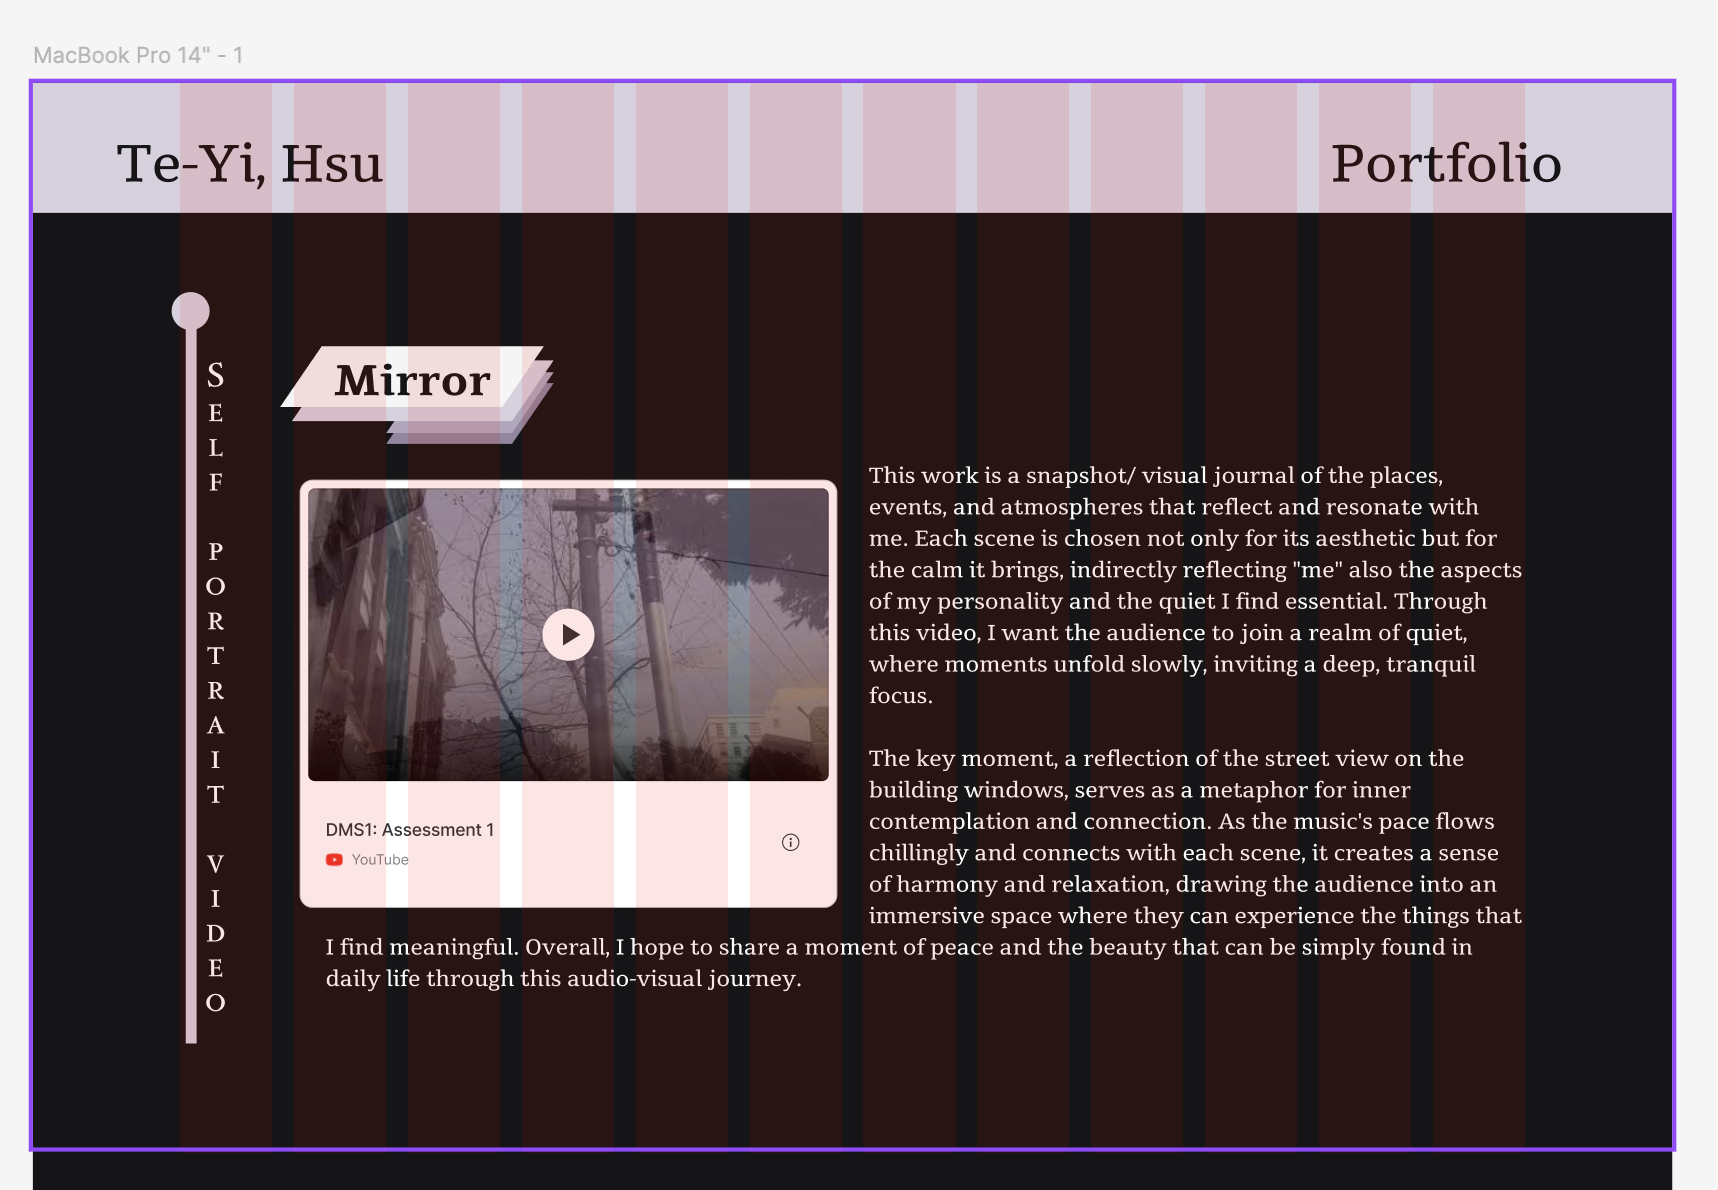 MacBook Pro 14" - 1
Te-Yi, Hsu
Portfolio
SELF PORTRAIT VIDEO
Mirror
DMS1: Assessment 1
YouTube
This work is a snapshot/ visual journal of the places,
events, and atmospheres that reflect and resonate with
me. Each scene is chosen not only for its aesthetic but for
the calm it brings, indirectly reflecting "me" also the aspects
of my personality and the quiet I find essential. Through
this video, I want the audience to join a realm of quiet,
where moments unfold slowly, inviting a deep, tranquil
focus.
The key moment, a reflection of the street view on the
building windows, serves as a metaphor for inner
contemplation and connection. As the music's pace flows
chillingly and connects with each scene, it creates a sense
of harmony and relaxation, drawing the audience into an
immersive space where they can experience the things that
I find meaningful. Overall, I hope to share a moment of peace and the beauty that can be simply found in
daily life through this audio-visual journey.